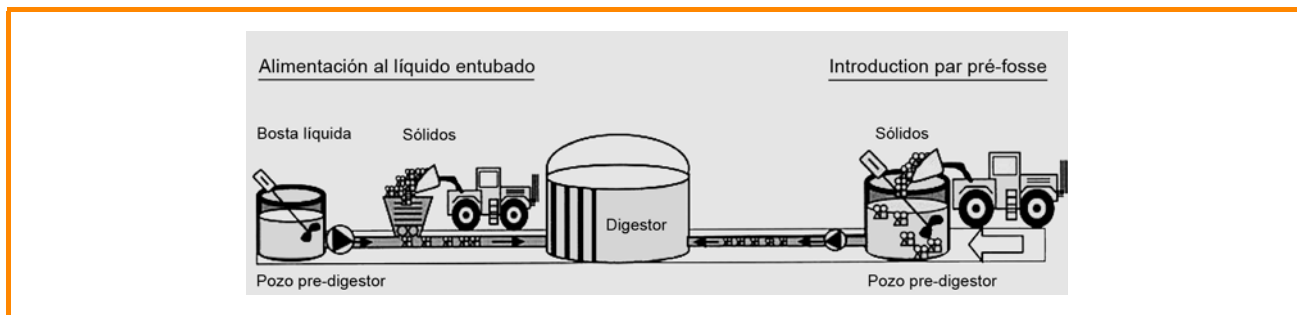 Alimentación al líquido entubado
Introduction par pré-fosse
Bosta líquida
Sólidos
Sólidos
Digestor
Pozo pre-digestor
Pozo pre-digestor